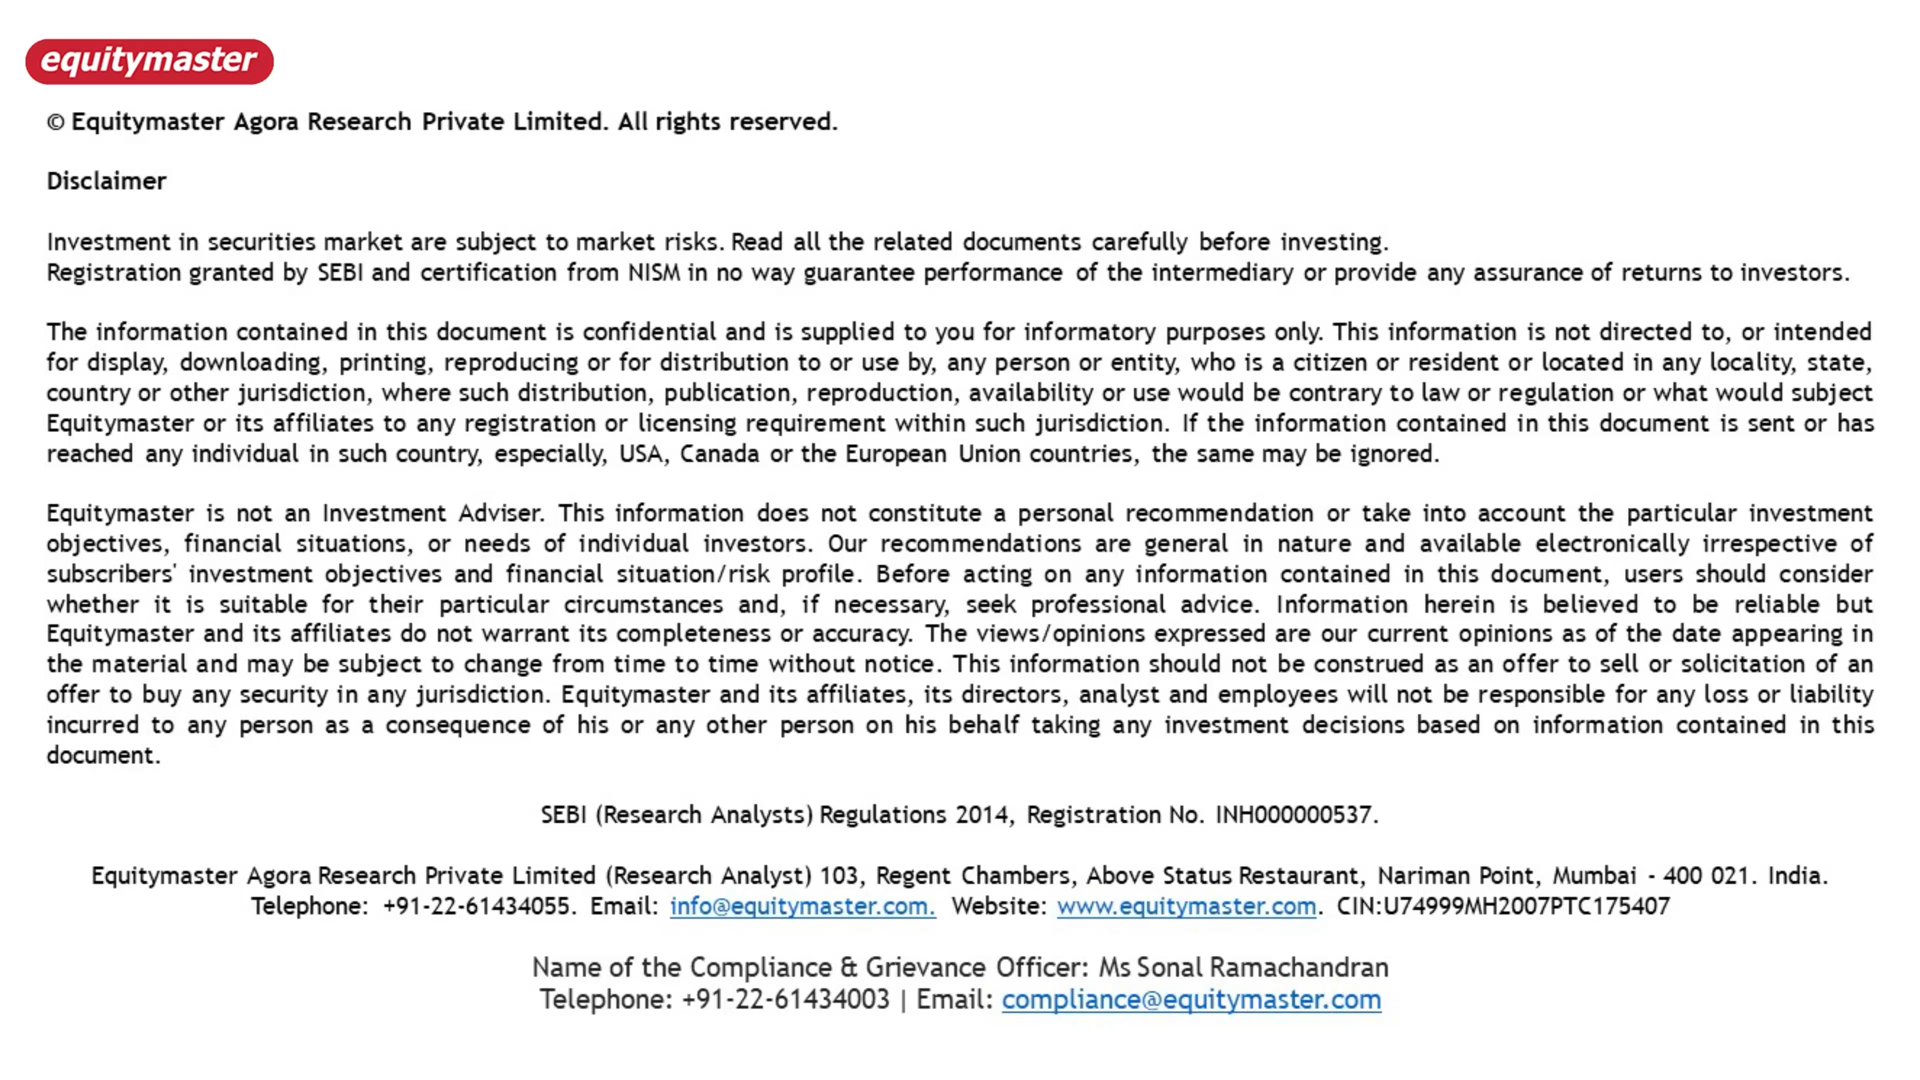 equitymaster
© Equitymaster Agora Research Private Limited. All rights reserved.
Disclaimer
Investment in securities market are subject to market risks. Read all the related documents carefully before investing.
Registration granted by SEBI and certification from NISM in no way guarantee performance of the intermediary or provide any assurance of returns to investors.
The information contained in this document is confidential and is supplied to you for informatory purposes only. This information is not directed to, or intended
for display, downloading, printing, reproducing or for distribution to or use by, any person or entity, who is a citizen or resident or located in any locality, state,
country or other jurisdiction, where such distribution, publication, reproduction, availability or use would be contrary to law or regulation or what would subject
Equitymaster or its affiliates to any registration or licensing requirement within such jurisdiction. If the information contained in this document is sent or has
reached any individual in such country, especially, USA, Canada or the European Union countries, the same may be ignored.
Equitymaster is not an Investment Adviser. This information does not constitute a personal recommendation or take into account the particular investment
objectives, financial situations, or needs of individual investors. Our recommendations are general in nature and available electronically irrespective of
subscribers' investment objectives and financial situation/risk profile. Before acting on any information contained in this document, users should consider
whether it is suitable for their particular circumstances and, if necessary, seek professional advice. Information herein is believed to be reliable but
Equitymaster and its affiliates do not warrant its completeness or accuracy. The views/opinions expressed are our current opinions as of the date appearing in
the material and may be subject to change from time to time without notice. This information should not be construed as an offer to sell or solicitation of an
offer to buy any security in any jurisdiction. Equitymaster and its affiliates, its directors, analyst and employees will not be responsible for any loss or liability
incurred to any person as a consequence of his or any other person on his behalf taking any investment decisions based on information contained in this
document.
SEBI (Research Analysts) Regulations 2014, Registration No. INH000000537.
Equitymaster Agora Research Private Limited (Research Analyst) 103, Regent Chambers, Above Status Restaurant, Nariman Point, Mumbai - 400 021. India.
Telephone: +91-22-61434055. Email: info@equitymaster.com. Website: www.equitymaster.com. CIN:U74999MH2007PTC175407
Name of the Compliance & Grievance Officer: Ms Sonal Ramachandran
Telephone: +91-22-61434003 | Email: compliance@equitymaster.com